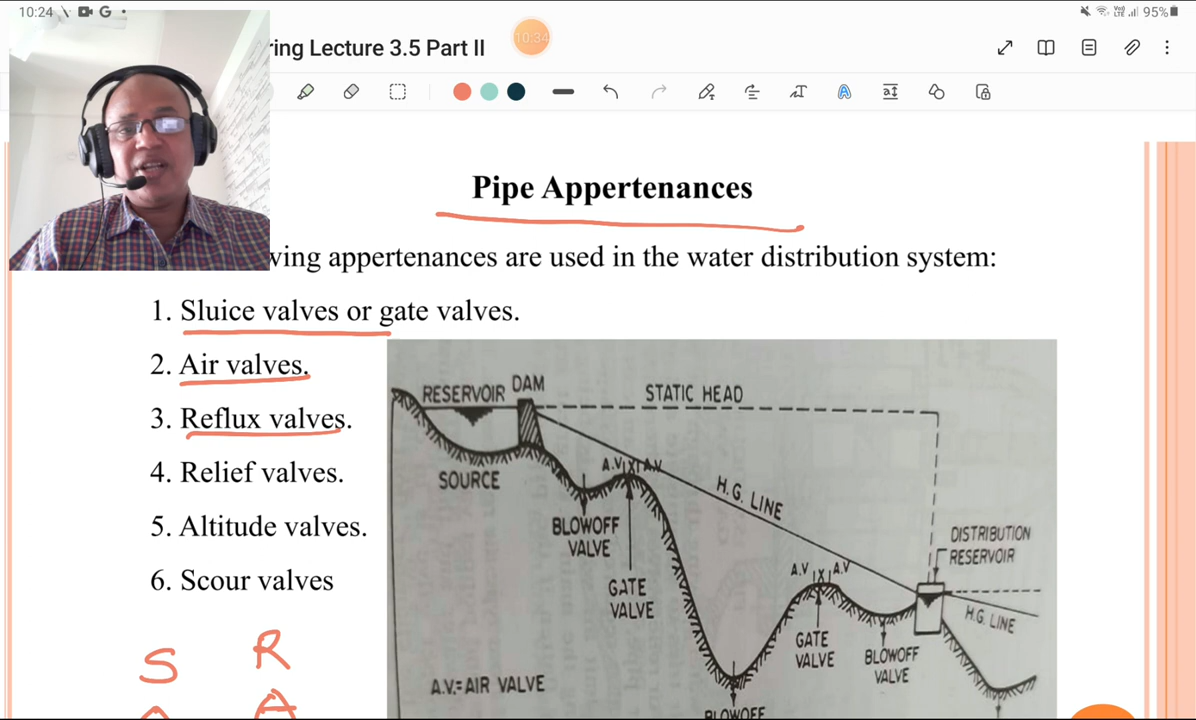 10:24
G
95%
ring Lecture 3.5 Part II
10:34
Pipe Appertenances
wing appertenances are used in the water distribution system:
1. Sluice valves or gate valves.
2. Air valves.
3. Reflux valves.
4. Relief valves.
5. Altitude valves.
6. Scour valves
S R
A A
RESERVOIR DAM
STATIC HEAD
SOURCE
A.V. A.V
H.G. LINE
BLOWOFF
VALVE
GATE
VALVE
DISTRIBUTION
RESERVOIR
A.V A.V
H.G. LINE
GATE
VALVE
BLOWOFF
VALVE
A.V.= AIR VALVE
BLOWOFF